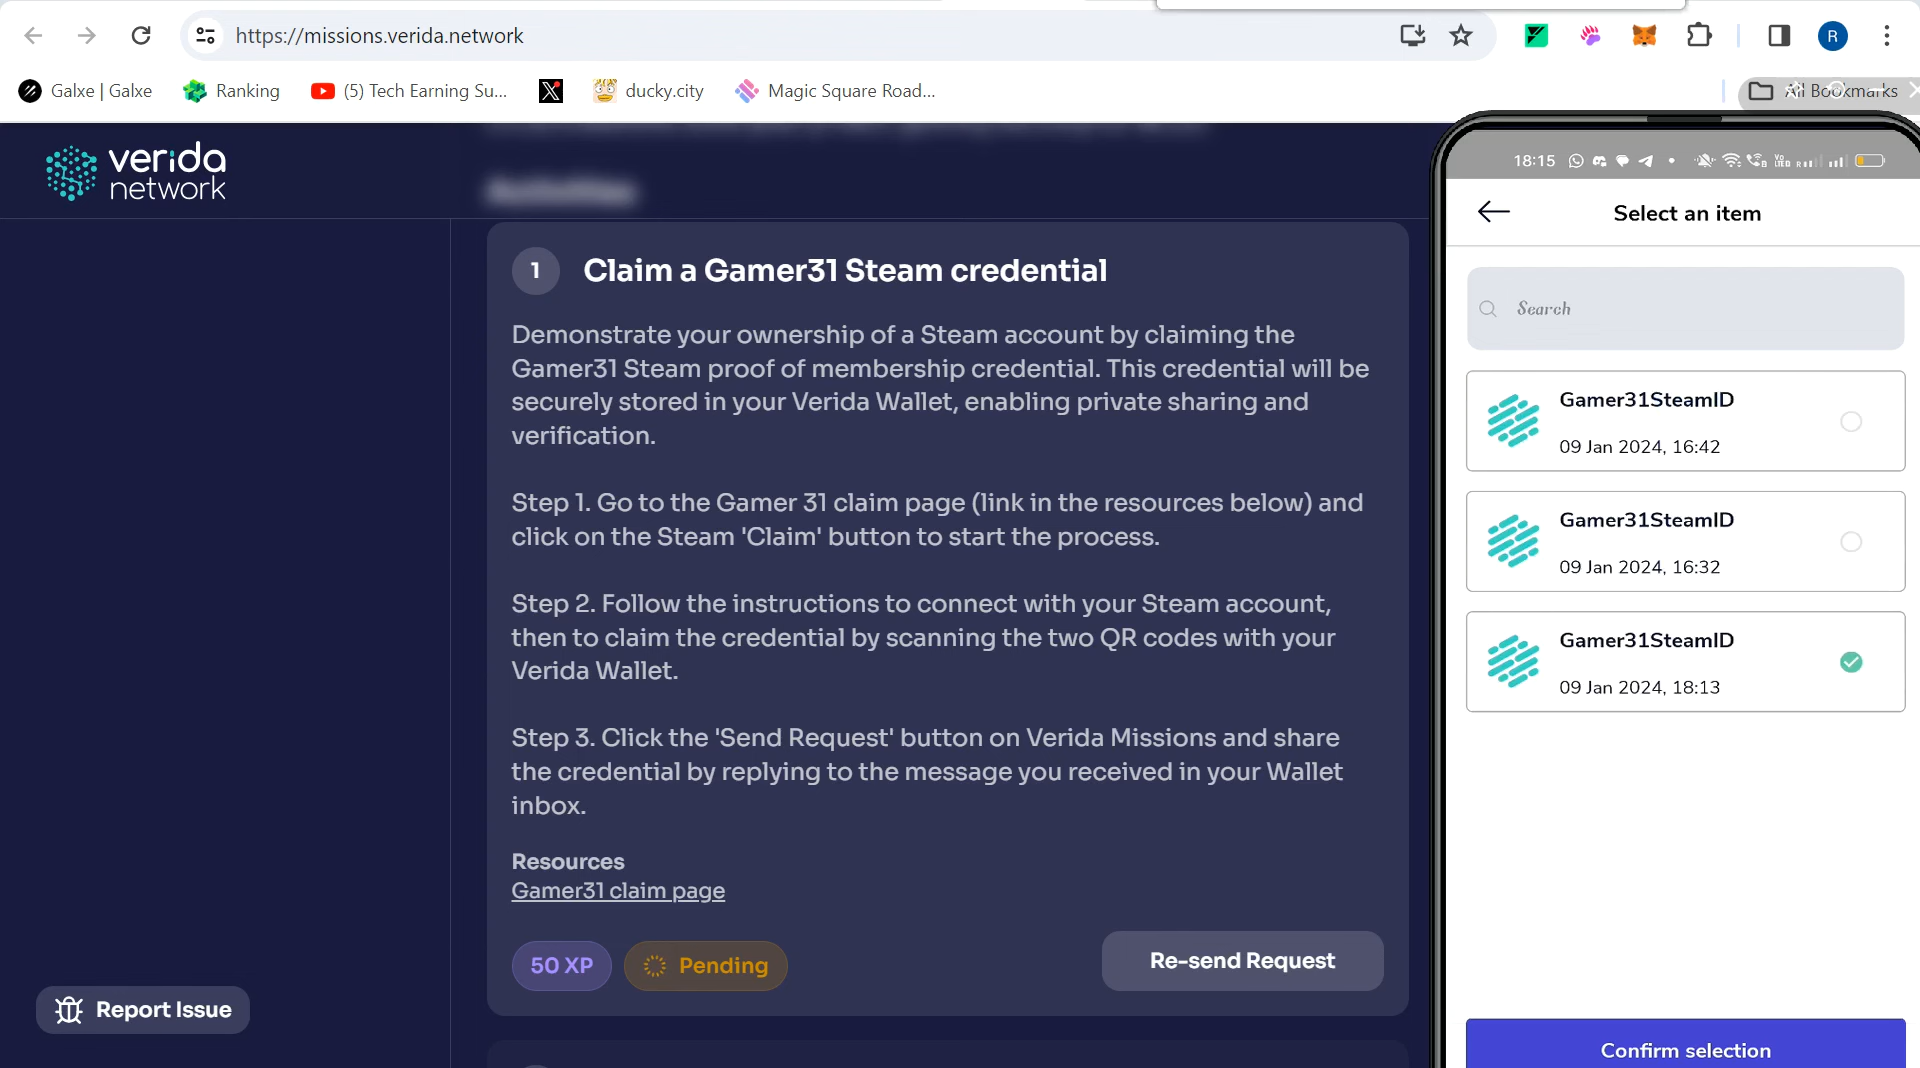 https://missions.verida.network
R
Galxe | Galxe
Ranking
(5) Tech Earning Su...
ducky.city
Magic Square Road...
All Bookmarks
verida
network
Activities
1
Claim a Gamer31 Steam credential
Demonstrate your ownership of a Steam account by claiming the
Gamer31 Steam proof of membership credential. This credential will be
securely stored in your Verida Wallet, enabling private sharing and
verification.
Step 1. Go to the Gamer 31 claim page (link in the resources below) and
click on the Steam 'Claim' button to start the process.
Step 2. Follow the instructions to connect with your Steam account,
then to claim the credential by scanning the two QR codes with your
Verida Wallet.
Step 3. Click the 'Send Request' button on Verida Missions and share
the credential by replying to the message you received in your Wallet
inbox.
Resources
Gamer31 claim page
50 XP
Pending
Re-send Request
Report Issue
18:15
Select an item
Search
Gamer31SteamID
09 Jan 2024, 16:42
Gamer31SteamID
09 Jan 2024, 16:32
Gamer31SteamID
09 Jan 2024, 18:13
Confirm selection